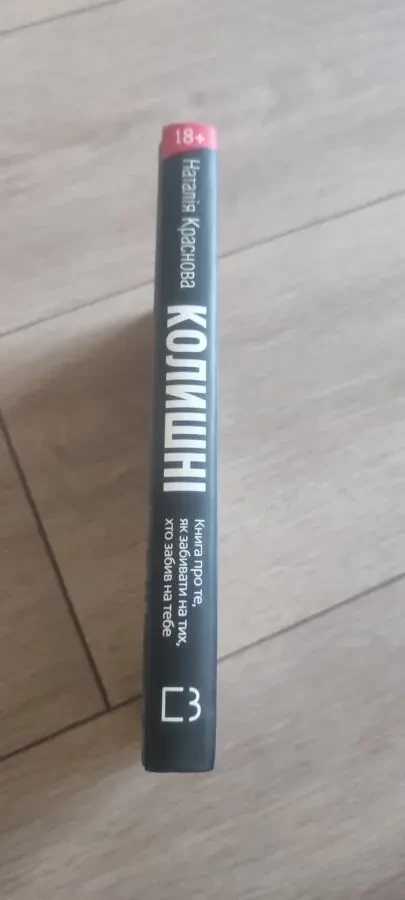 18+
Наталія Краснова
КОЛИШНІ
Книга про те,
як забивати на тих,
хто забив на тебе